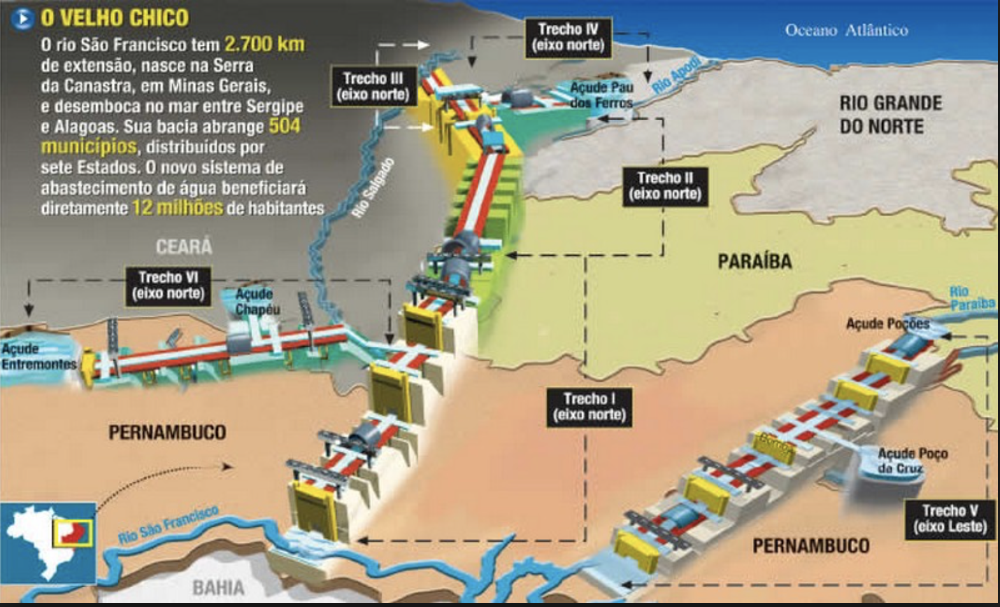 O VELHO CHICO
O rio São Francisco tem 2.700 km
de extensão, nasce na Serra
da Canastra, em Minas Gerais,
e desemboca no mar entre Sergipe
e Alagoas. Sua bacia abrange 504
municípios, distribuídos por
sete Estados. O novo sistema de
abastecimento de água beneficiará
diretamente 12 milhões de habitantes
Trecho IV
(eixo norte)
Oceano Atlântico
Trecho III
(eixo norte)
Açude Pau
dos Ferros
Rio Apodi
RIO GRANDE
DO NORTE
Rio Salgado
Trecho II
(eixo norte)
CEARÁ
PARAÍBA
Trecho VI
(eixo norte)
Açude
Chapéu
Rio
Paraíba
Açude Poções
Açude
Entremontes
Trecho I
(eixo norte)
PERNAMBUCO
Bomba
Açude Poço
da Cruz
Trecho V
(eixo Leste)
Rio São Francisco
PERNAMBUCO
BAHIA